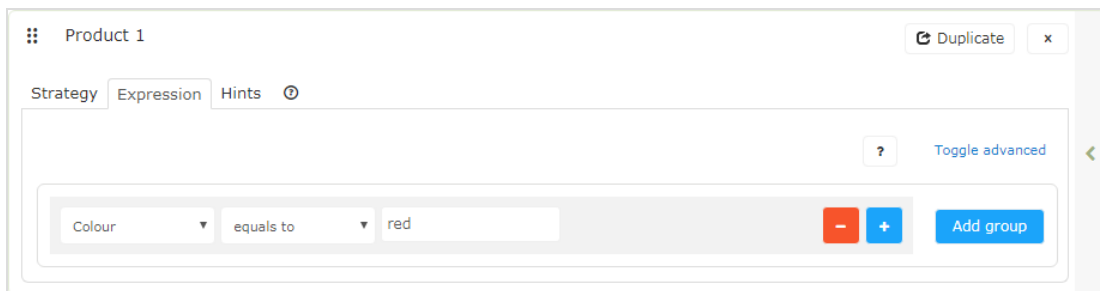 Product 1 Duplicate x
Strategy Expression Hints ?
? Toggle advanced
Colour equals to red - + Add group